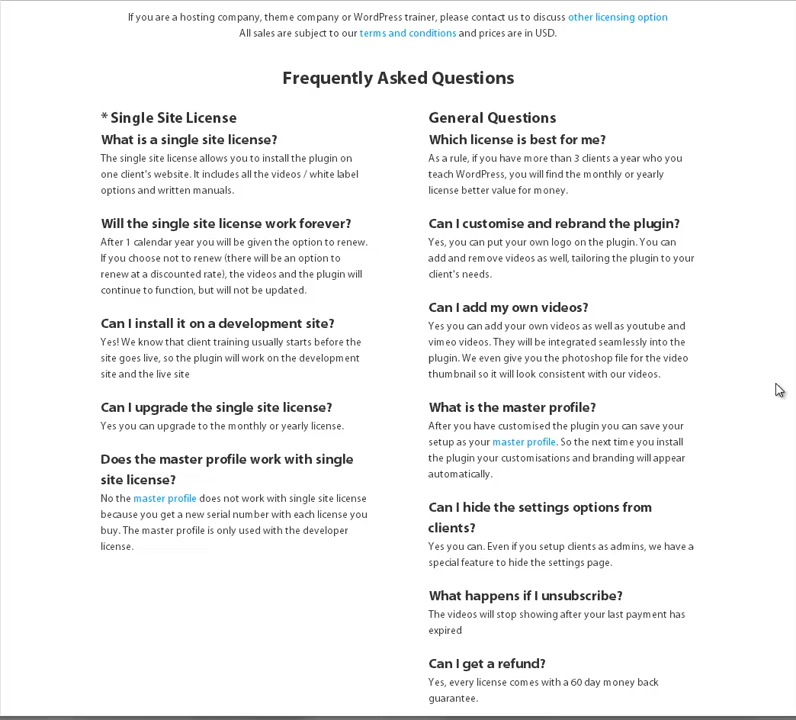 If you are a hosting company, theme company or WordPress trainer, please contact us to discuss other licensing option
All sales are subject to our terms and conditions and prices are in USD.
Frequently Asked Questions
* Single Site License
What is a single site license?
The single site license allows you to install the plugin on
one client's website. It includes all the videos / white label
options and written manuals.
Will the single site license work forever?
After 1 calendar year you will be given the option to renew.
If you choose not to renew (there will be an option to
renew at a discounted rate), the videos and the plugin will
continue to function, but will not be updated.
Can I install it on a development site?
Yes! We know that client training usually starts before the
site goes live, so the plugin will work on the development
site and the live site
Can I upgrade the single site license?
Yes you can upgrade to the monthly or yearly license.
Does the master profile work with single
site license?
No the master profile does not work with single site license
because you get a new serial number with each license you
buy. The master profile is only used with the developer
license.
General Questions
Which license is best for me?
As a rule, if you have more than 3 clients a year who you
teach WordPress, you will find the monthly or yearly
license better value for money.
Can I customise and rebrand the plugin?
Yes, you can put your own logo on the plugin. You can
add and remove videos as well, tailoring the plugin to your
client's needs.
Can I add my own videos?
Yes you can add your own videos as well as youtube and
vimeo videos. They will be integrated seamlessly into the
plugin. We even give you the photoshop file for the video
thumbnail so it will look consistent with our videos.
What is the master profile?
After you have customised the plugin you can save your
setup as your master profile. So the next time you install
the plugin your customisations and branding will appear
automatically.
Can I hide the settings options from
clients?
Yes you can. Even if you setup clients as admins, we have a
special feature to hide the settings page.
What happens if I unsubscribe?
The videos will stop showing after your last payment has
expired
Can I get a refund?
Yes, every license comes with a 60 day money back
guarantee.